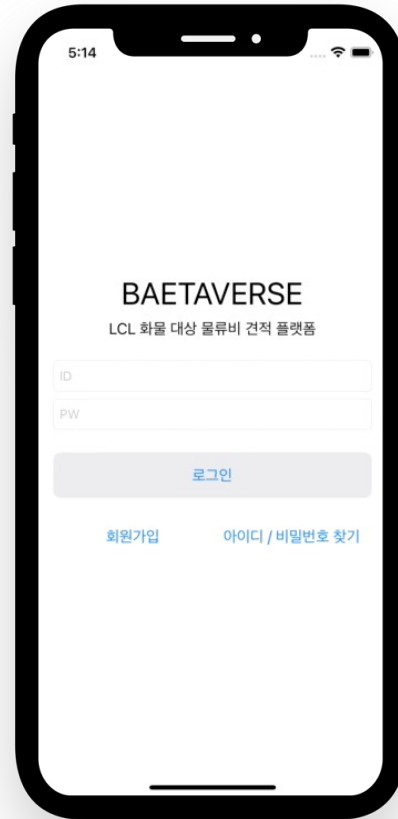 5:14
BAETAVERSE
LCL 화물 대상 물류비 견적 플랫폼
ID
PW
로그인
회원가입 아이디 / 비밀번호 찾기